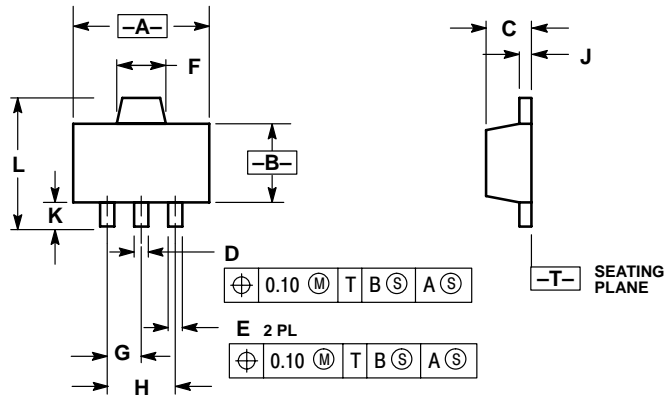 –A–
C
F
J
L
–B–
K
D
⌖ 0.10 Ⓜ T B Ⓢ A Ⓢ
–T– SEATING
PLANE
E 2 PL
G
⌖ 0.10 Ⓜ T B Ⓢ A Ⓢ
H